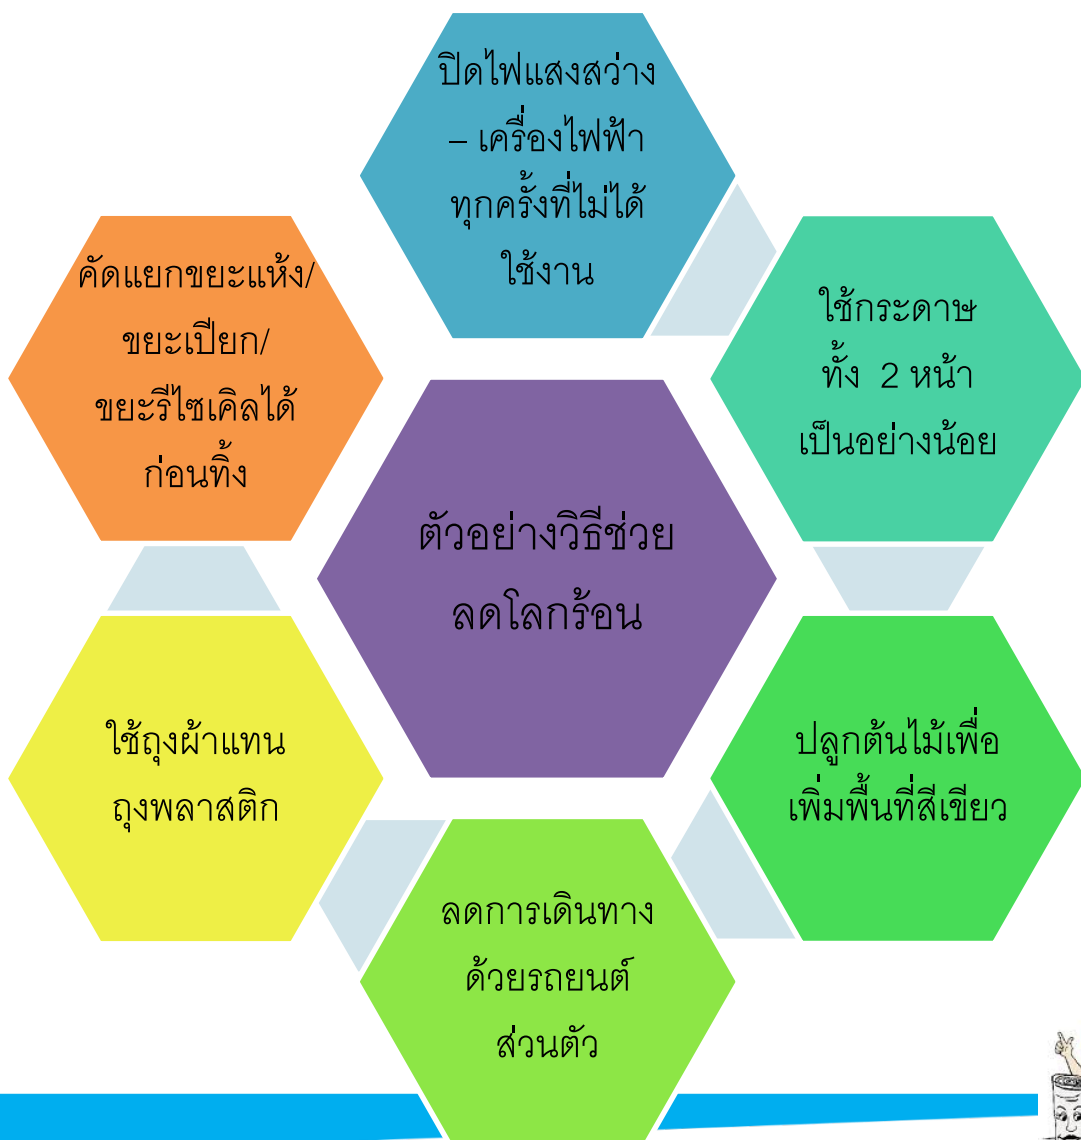 ปิดไฟแสงสว่าง
– เครื่องไฟฟ้า
ทุกครั้งที่ไม่ได้
ใช้งาน
ใช้กระดาษ
ทั้ง 2 หน้า
เป็นอย่างน้อย
ปลูกต้นไม้เพื่อ
เพิ่มพื้นที่สีเขียว
ลดการเดินทาง
ด้วยรถยนต์
ส่วนตัว
ใช้ถุงผ้าแทน
ถุงพลาสติก
คัดแยกขยะแห้ง/
ขยะเปียก/
ขยะรีไซเคิลได้
ก่อนทิ้ง
ตัวอย่างวิธีช่วย
ลดโลกร้อน